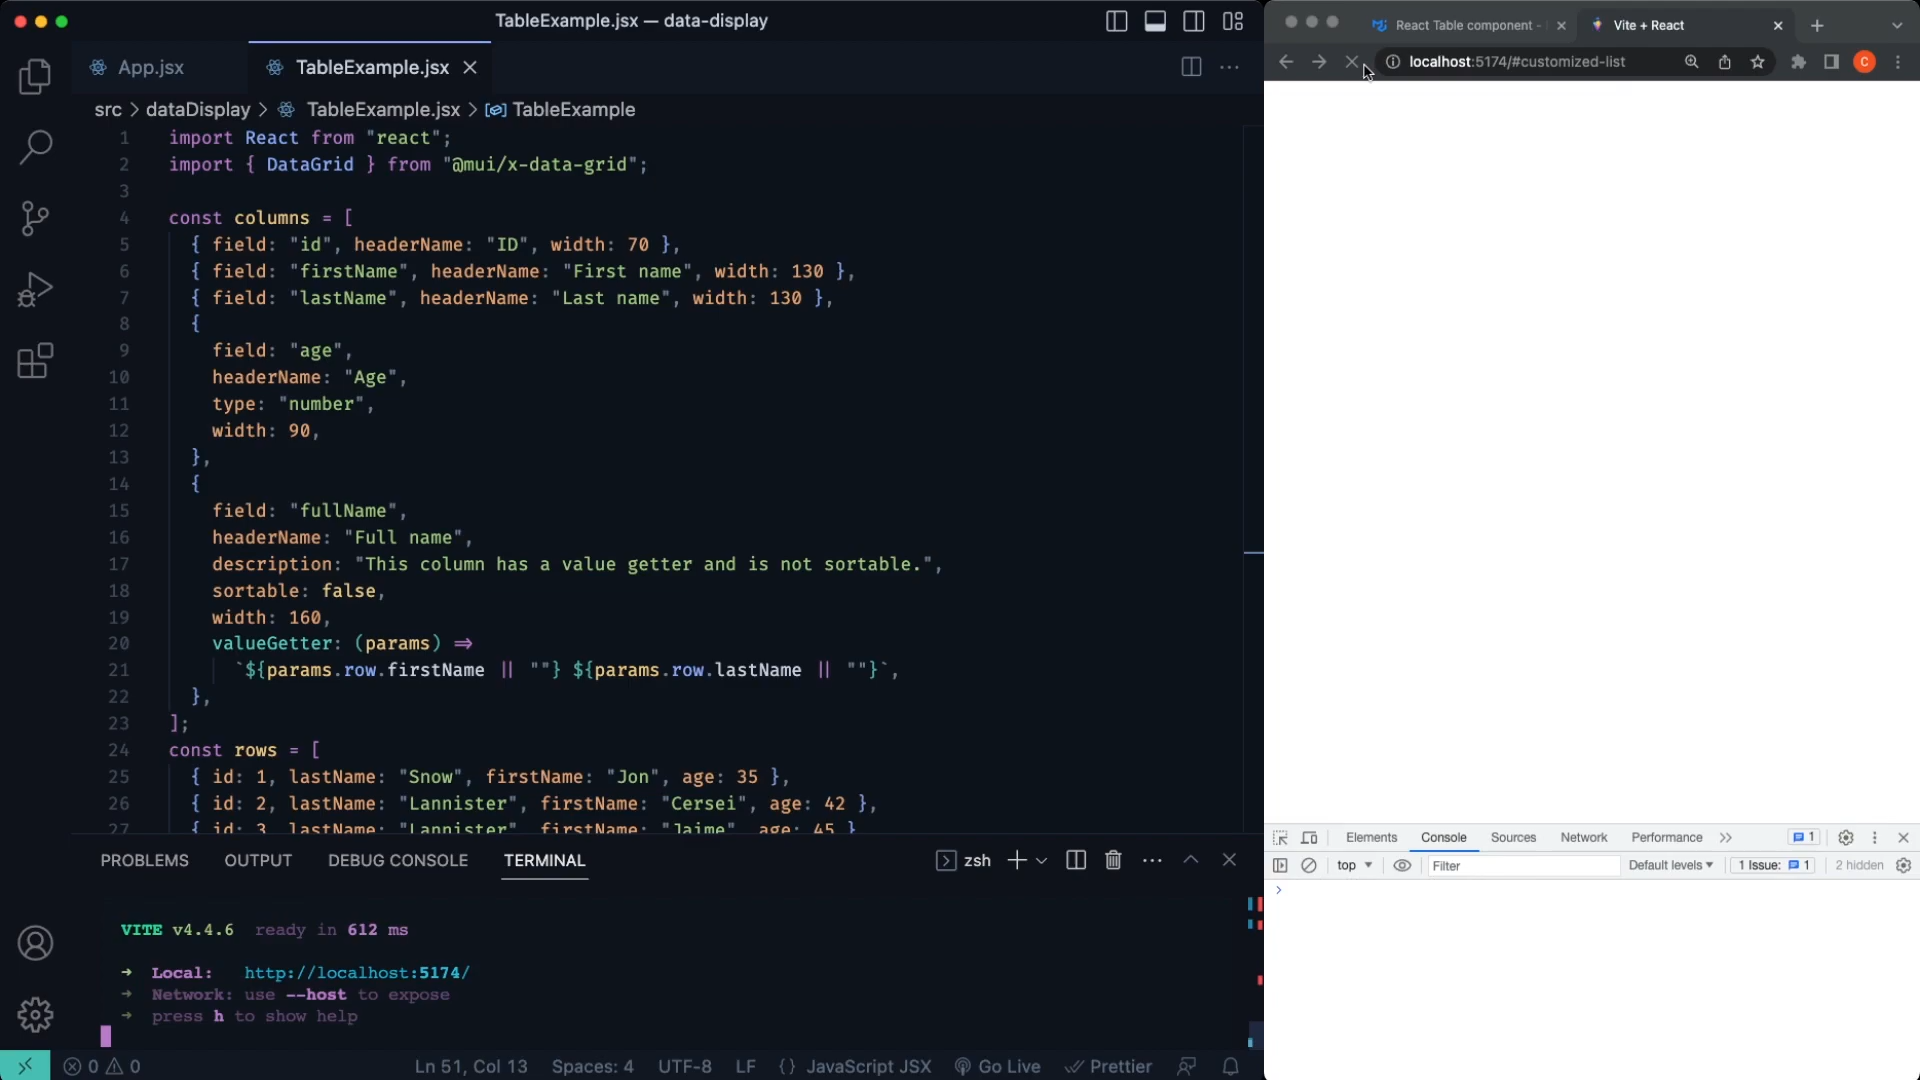 TableExample.jsx — data-display
App.jsx
TableExample.jsx
src > dataDisplay > TableExample.jsx > TableExample
1 import React from "react";
2 import { DataGrid } from "@mui/x-data-grid";
3
4 const columns = [
5 { field: "id", headerName: "ID", width: 70 },
6 { field: "firstName", headerName: "First name", width: 130 },
7 { field: "lastName", headerName: "Last name", width: 130 },
8 {
9 field: "age",
10 headerName: "Age",
11 type: "number",
12 width: 90,
13 },
14 {
15 field: "fullName",
16 headerName: "Full name",
17 description: "This column has a value getter and is not sortable.",
18 sortable: false,
19 width: 160,
20 valueGetter: (params) =>
21 `${params.row.firstName || ""} ${params.row.lastName || ""}`,
22 },
23 ];
24 const rows = [
25 { id: 1, lastName: "Snow", firstName: "Jon", age: 35 },
26 { id: 2, lastName: "Lannister", firstName: "Cersei", age: 42 },
27 { id: 3, lastName: "Lannister", firstName: "Jaime", age: 45 }
PROBLEMS OUTPUT DEBUG CONSOLE TERMINAL
zsh
VITE v4.4.6 ready in 612 ms
➜ Local: http://localhost:5174/
➜ Network: use --host to expose
➜ press h to show help
0 0
Ln 51, Col 13 Spaces: 4 UTF-8 LF {} JavaScript JSX Go Live Prettier
React Table component -
Vite + React
localhost:5174/#customized-list
C
Elements Console Sources Network Performance
1
top
Filter
Default levels
1 Issue: 1
2 hidden